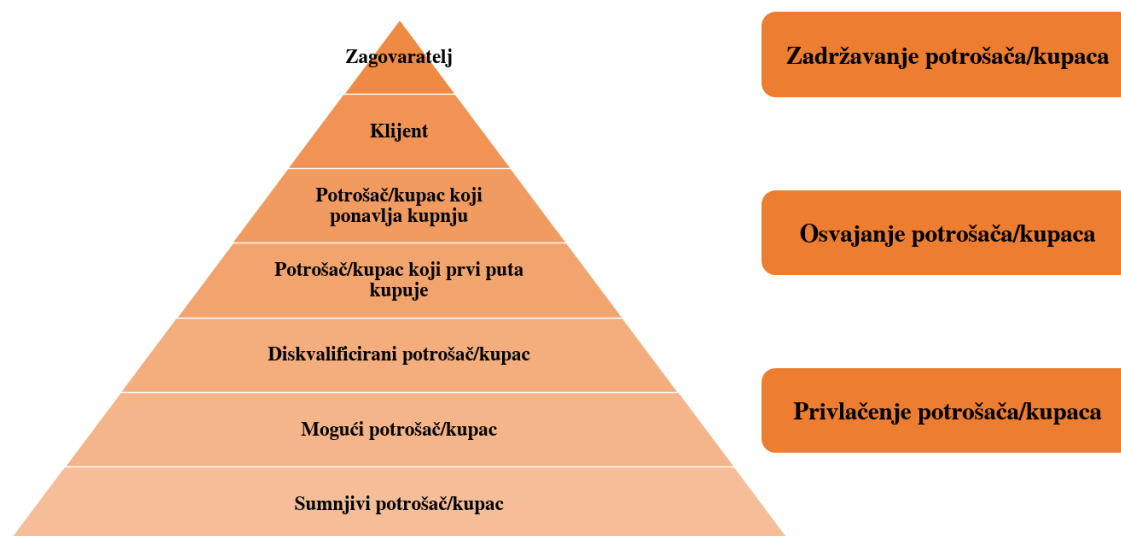 Zagovaratelj
Klijent
Potrošač/kupac koji
ponavlja kupnju
Potrošač/kupac koji prvi puta
kupuje
Diskvalificirani potrošač/kupac
Mogući potrošač/kupac
Sumnjivi potrošač/kupac
Zadržavanje potrošača/kupaca
Osvajanje potrošača/kupaca
Privlačenje potrošača/kupaca